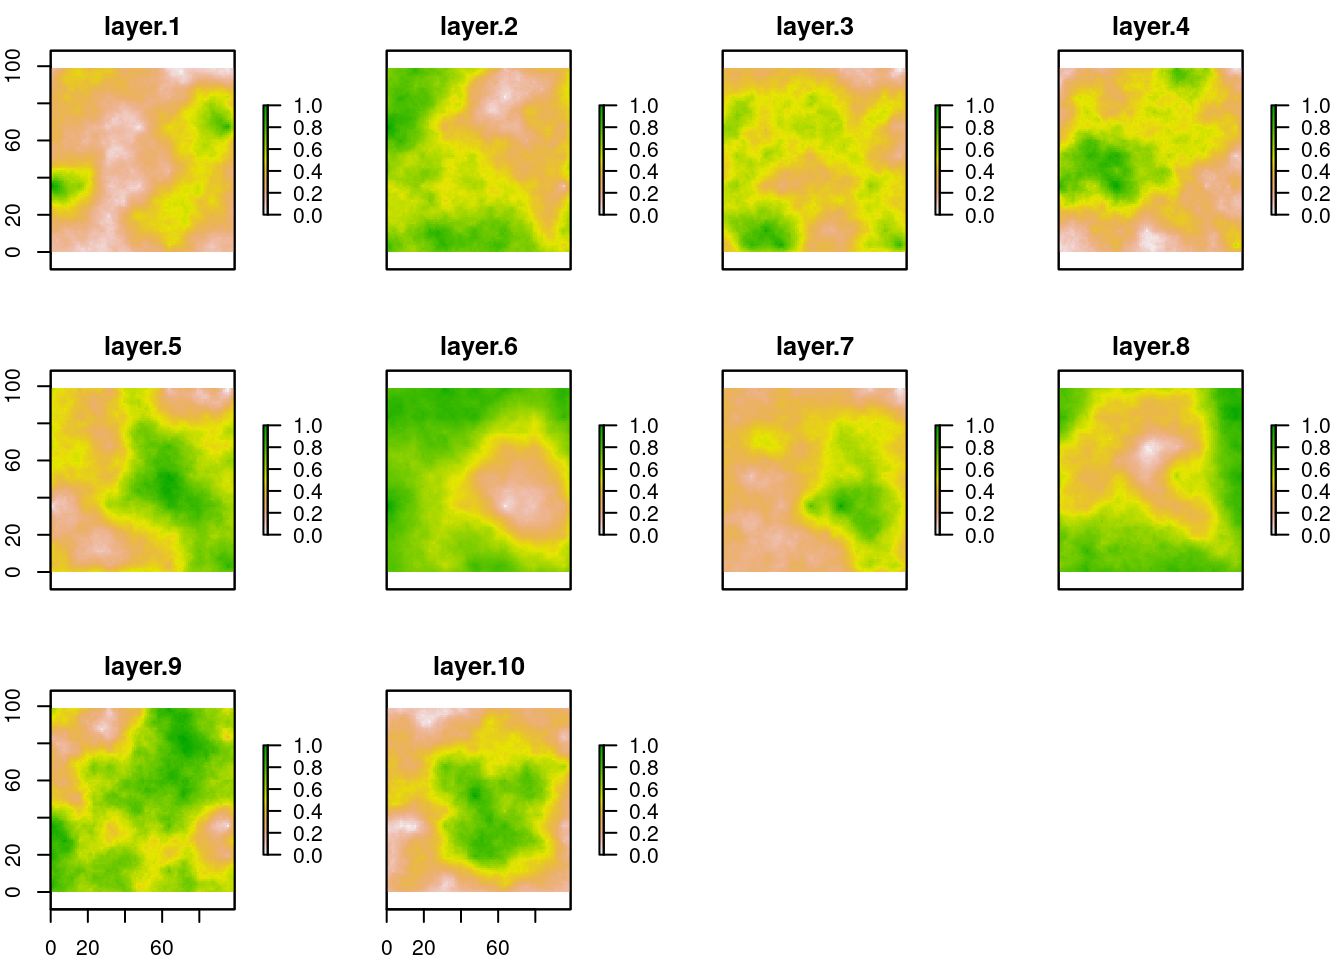 layer.1 layer.2 layer.3 layer.4
100 1.0 1.0 1.0 1.0
0.8 0.8 0.8 0.8
60 0.6 0.6 0.6 0.6
0.4 0.4 0.4 0.4
20 0.2 0.2 0.2 0.2
0 0.0 0.0 0.0 0.0
layer.5 layer.6 layer.7 layer.8
100 1.0 1.0 1.0 1.0
0.8 0.8 0.8 0.8
60 0.6 0.6 0.6 0.6
0.4 0.4 0.4 0.4
20 0.2 0.2 0.2 0.2
0 0.0 0.0 0.0 0.0
layer.9 layer.10
100 1.0 1.0
0.8 0.8
60 0.6 0.6
0.4 0.4
20 0.2 0.2
0 0.0 0.0
0 20 60 0 20 60